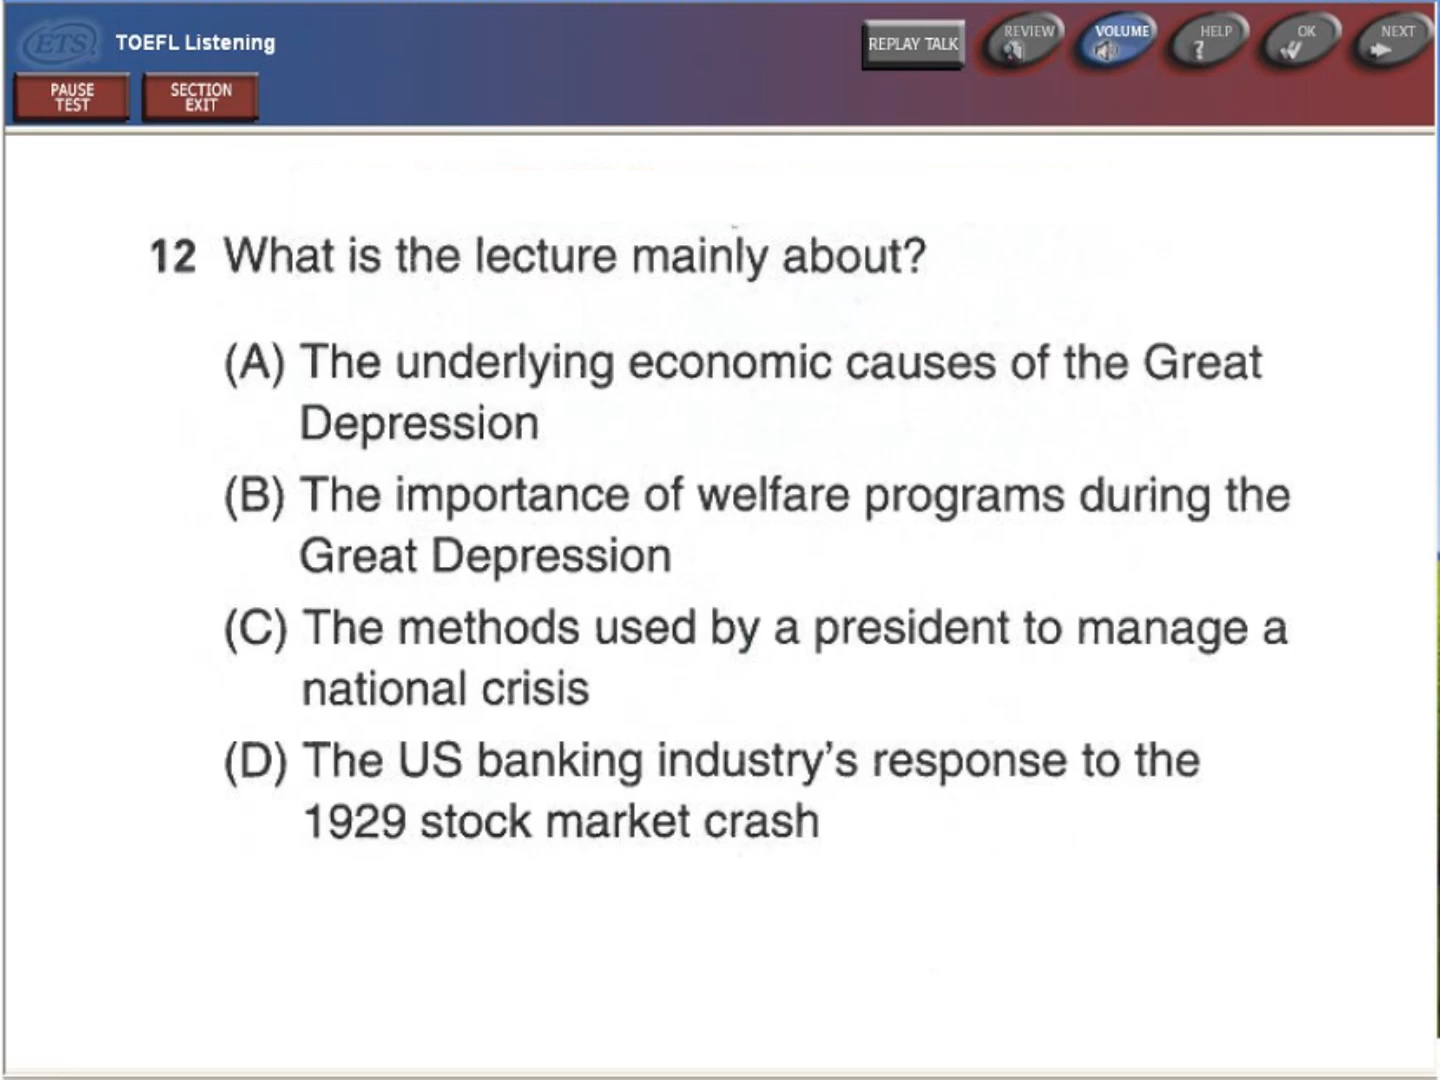 ETS
TOEFL Listening
REPLAY TALK
REVIEW
VOLUME
HELP
?
OK
NEXT
PAUSE
TEST
SECTION
EXIT
12 What is the lecture mainly about?
(A) The underlying economic causes of the Great
Depression
(B) The importance of welfare programs during the
Great Depression
(C) The methods used by a president to manage a
national crisis
(D) The US banking industry's response to the
1929 stock market crash